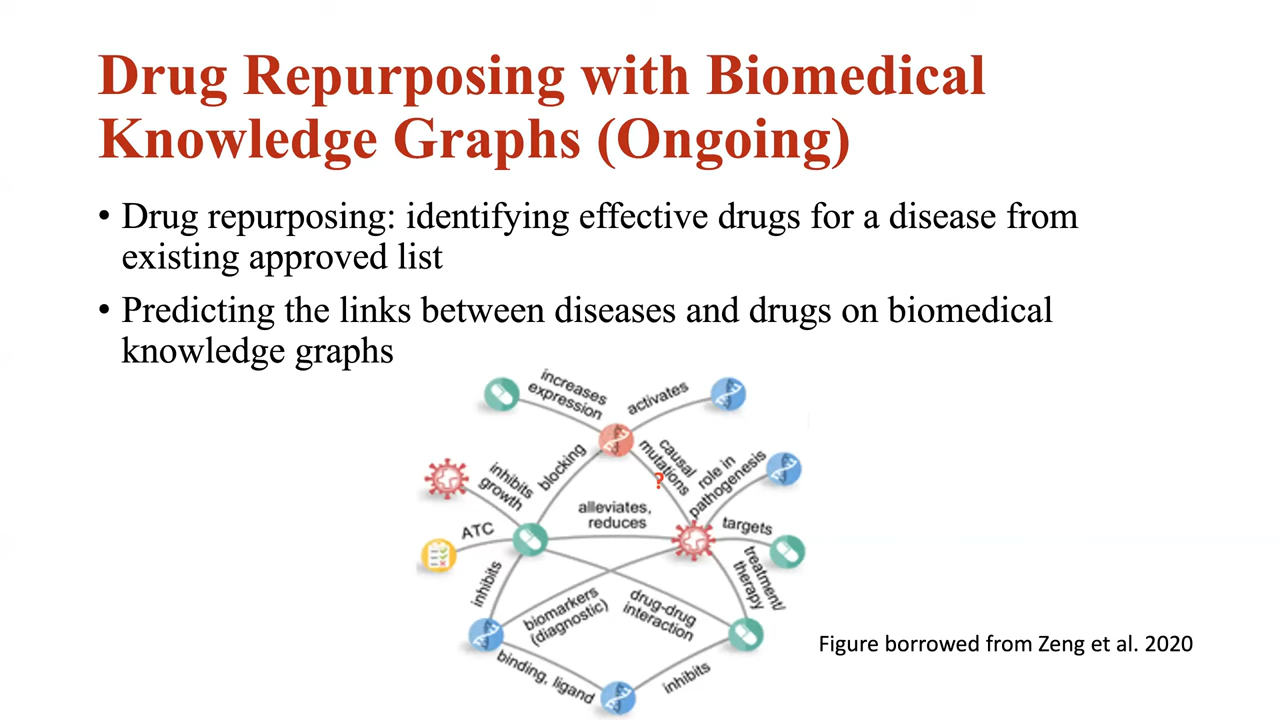 Drug Repurposing with Biomedical
Knowledge Graphs (Ongoing)
• Drug repurposing: identifying effective drugs for a disease from
existing approved list
• Predicting the links between diseases and drugs on biomedical
knowledge graphs
increases
expression
activates
blocking
causal
mutations
?
role in
pathogenesis
inhibits
growth
alleviates,
reduces
ATC
targets
inhibits
treatment/
therapy
biomarkers
(diagnostic)
drug-drug
interaction
binding, ligand
inhibits
Figure borrowed from Zeng et al. 2020